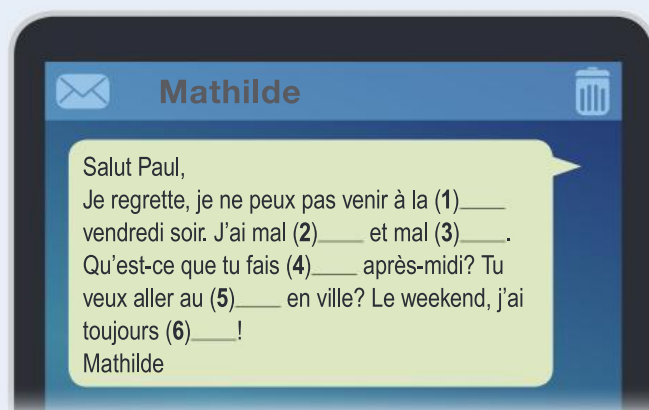 Mathilde
Salut Paul,
Je regrette, je ne peux pas venir à la (1)____
vendredi soir. J'ai mal (2)____ et mal (3)____.
Qu'est-ce que tu fais (4)____ après-midi? Tu
veux aller au (5)____ en ville? Le weekend, j'ai
toujours (6)____!
Mathilde